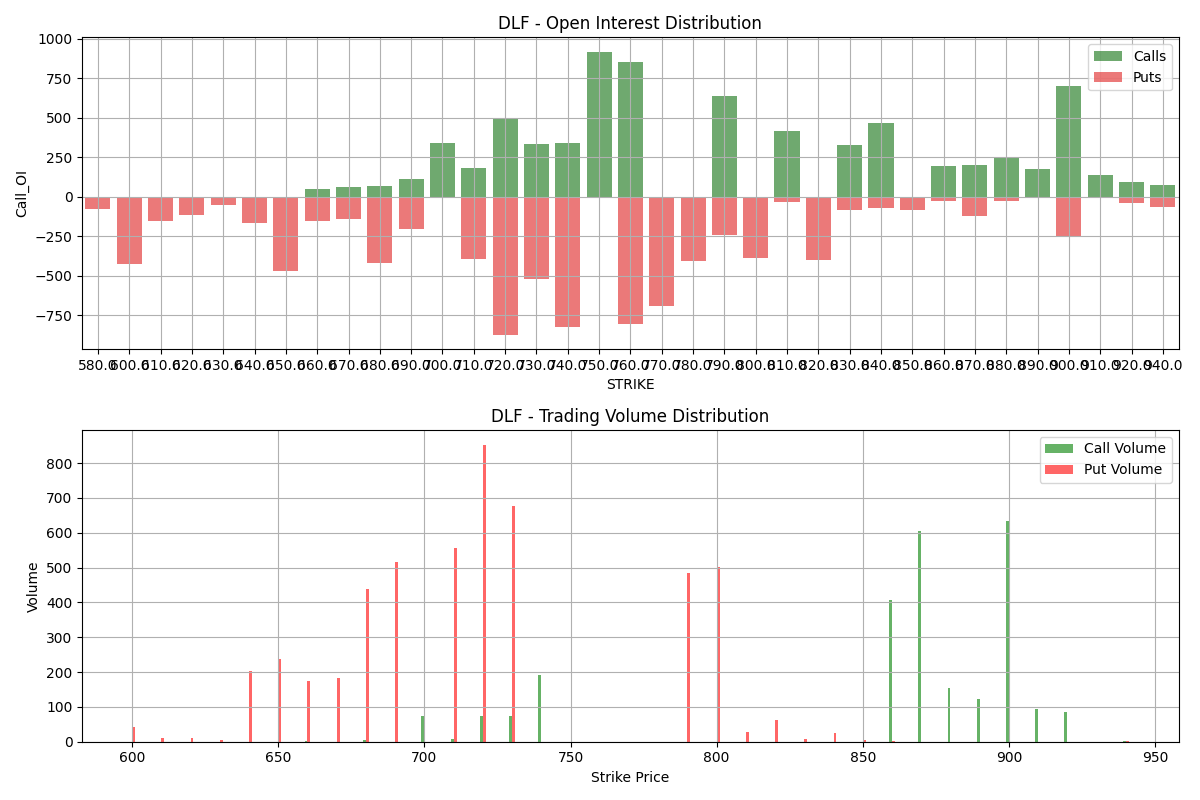 DLF - Open Interest Distribution
1000
750
500
250
0
−250
−500
−750
Call_OI
Calls
Puts
580.0 600.0 610.0 620.0 630.0 640.0 650.0 660.0 670.0 680.0 690.0 700.0 710.0 720.0 730.0 740.0 750.0 760.0 770.0 780.0 790.0 800.0 810.0 820.0 830.0 840.0 850.0 860.0 870.0 880.0 890.0 900.0 910.0 920.0 940.0
STRIKE
DLF - Trading Volume Distribution
800
700
600
500
400
300
200
100
0
Volume
Call Volume
Put Volume
600 650 700 750 800 850 900 950
Strike Price